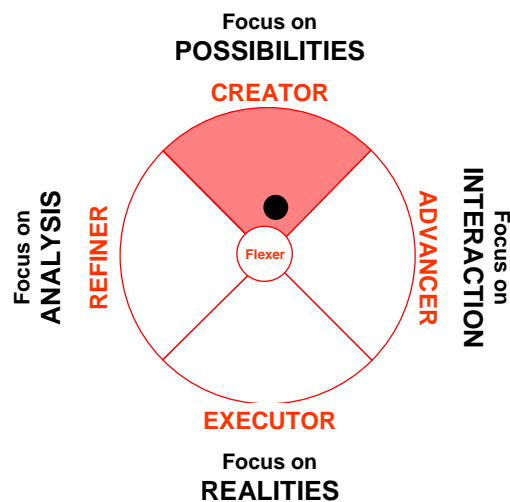 Focus on
POSSIBILITIES
CREATOR
Focus on
ANALYSIS
REFINER
Flexer
ADVANCER
Focus on
INTERACTION
EXECUTOR
Focus on
REALITIES